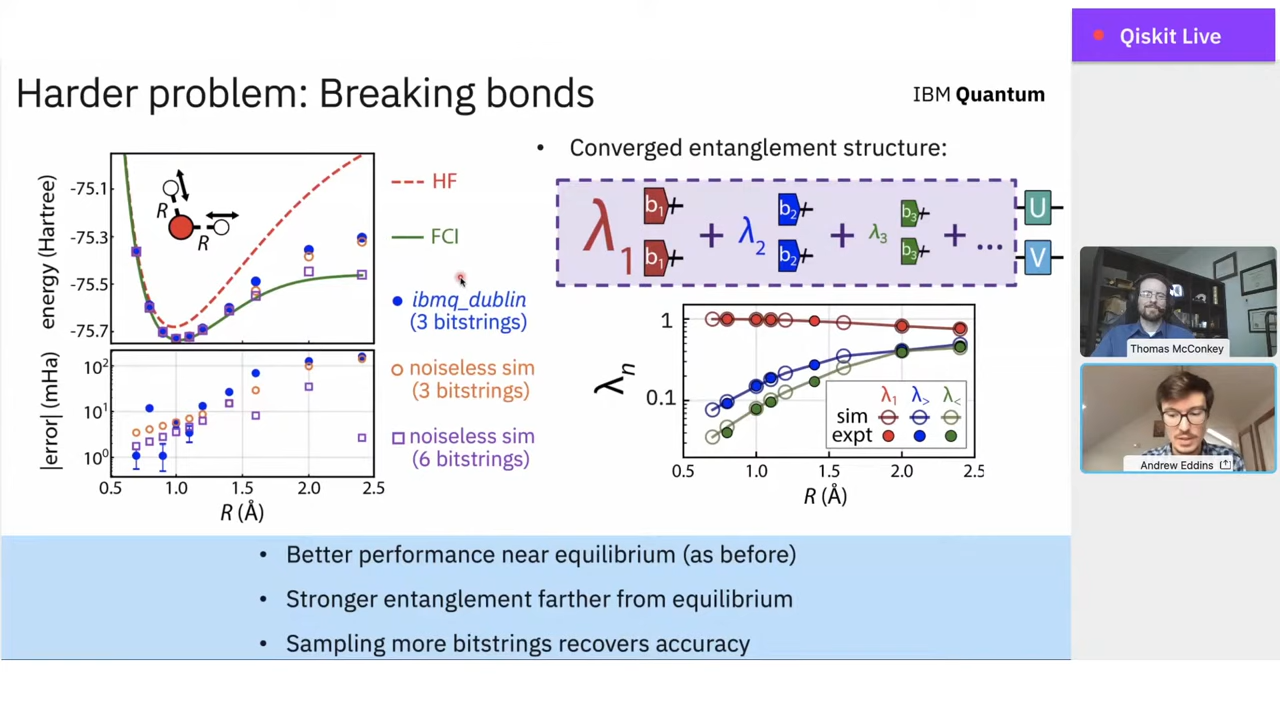 Qiskit Live
Harder problem: Breaking bonds
IBM Quantum
energy (Hartree)
-75.1
-75.3
-75.5
-75.7
R
R
|error| (mHa)
10²
10¹
10⁰
0.5 1.0 1.5 2.0 2.5
R (Å)
HF
FCI
ibmq_dublin
(3 bitstrings)
noiseless sim
(3 bitstrings)
noiseless sim
(6 bitstrings)
• Converged entanglement structure:
λ₁ b₁ + λ₂ b₂ + λ₃ b₃ + ... U
b₁ b₂ b₃ V
λₙ
1
0.1
λ₁ λ> λ<
sim
expt
0.5 1.0 1.5 2.0 2.5
R (Å)
• Better performance near equilibrium (as before)
• Stronger entanglement farther from equilibrium
• Sampling more bitstrings recovers accuracy
Thomas McConkey
Andrew Eddins